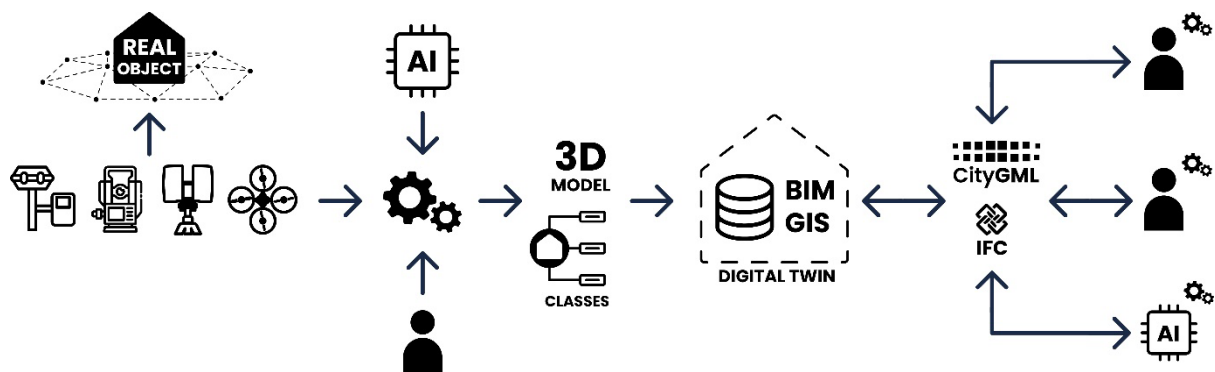 REAL
OBJECT
AI
3D
MODEL
CLASSES
BIM
GIS
DIGITAL TWIN
CityGML
IFC
AI